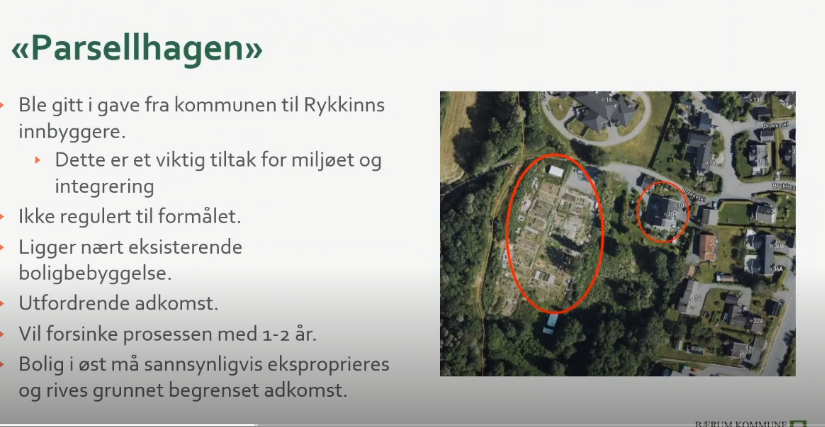 «Parsellhagen»
Ble gitt i gave fra kommunen til Rykkinns
innbyggere.
Dette er et viktig tiltak for miljøet og
integrering
Ikke regulert til formålet.
Ligger nært eksisterende
boligbebyggelse.
Utfordrende adkomst.
Vil forsinke prosessen med 1-2 år.
Bolig i øst må sannsynligvis eksproprieres
og rives grunnet begrenset adkomst.
BÆRUM KOMMUNE